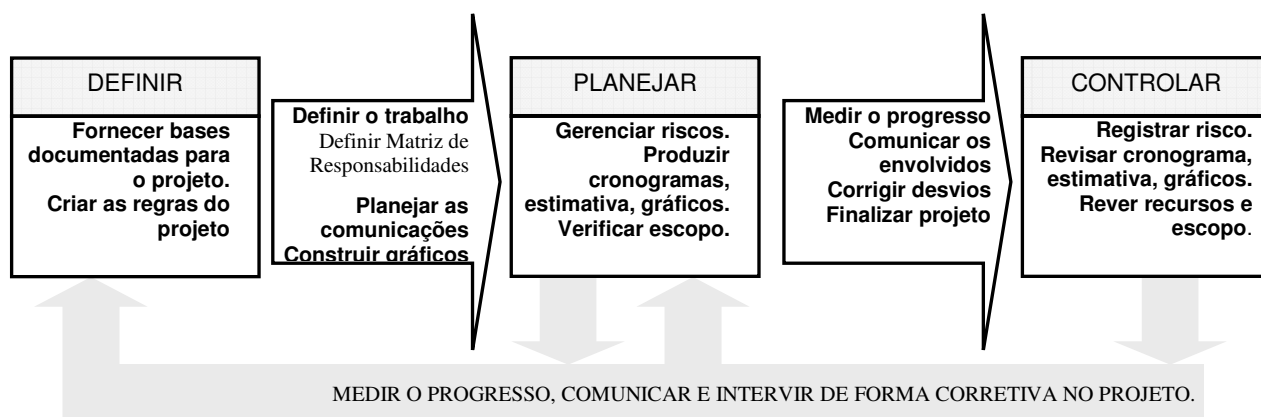 DEFINIR
Fornecer bases
documentadas para
o projeto.
Criar as regras do
projeto
Definir o trabalho
Definir Matriz de
Responsabilidades
Planejar as
comunicações
Construir gráficos
PLANEJAR
Gerenciar riscos.
Produzir
cronogramas,
estimativa, gráficos.
Verificar escopo.
Medir o progresso
Comunicar os
envolvidos
Corrigir desvios
Finalizar projeto
CONTROLAR
Registrar risco.
Revisar cronograma,
estimativa, gráficos.
Rever recursos e
escopo.
MEDIR O PROGRESSO, COMUNICAR E INTERVIR DE FORMA CORRETIVA NO PROJETO.